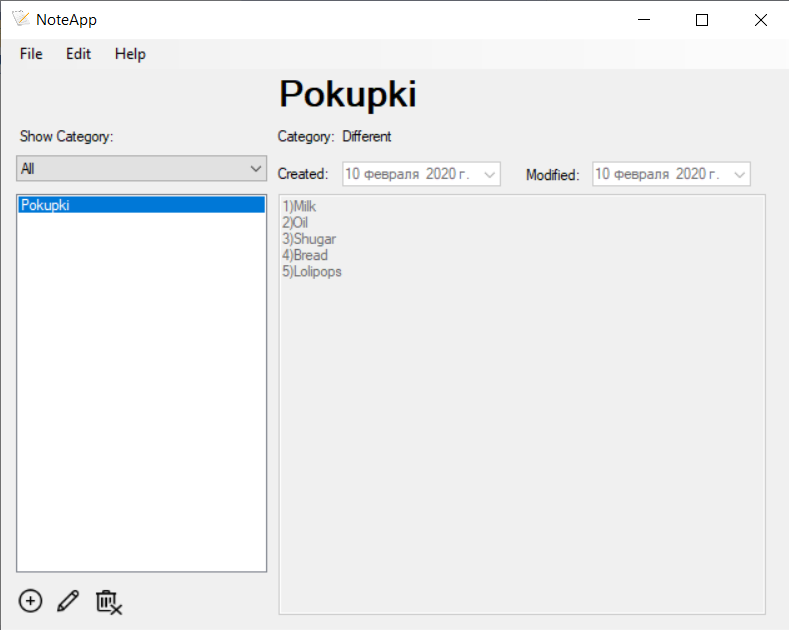 NoteApp
File Edit Help
Pokupki
Show Category:
Category: Different
All
Created: 10 февраля 2020 г.
Modified: 10 февраля 2020 г.
Pokupki
1)Milk
2)Oil
3)Shugar
4)Bread
5)Lolipops